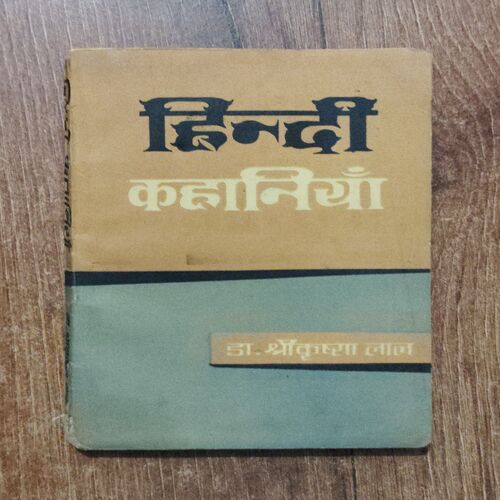 हिन्दी
कहानियाँ
डा. श्रीकृष्ण लाल